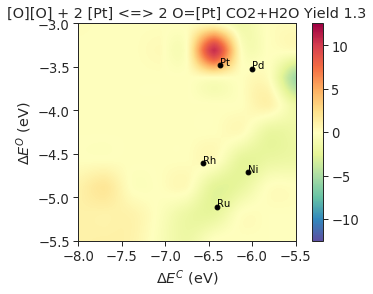 [O][O] + 2 [Pt] <=> 2 O=[Pt] CO2+H2O Yield 1.3
−3.0
−3.5
−4.0
−4.5
−5.0
−5.5
ΔE^O (eV)
Pt
Pd
Rh
Ni
Ru
−8.0 −7.5 −7.0 −6.5 −6.0 −5.5
ΔE^C (eV)
10
5
0
−5
−10